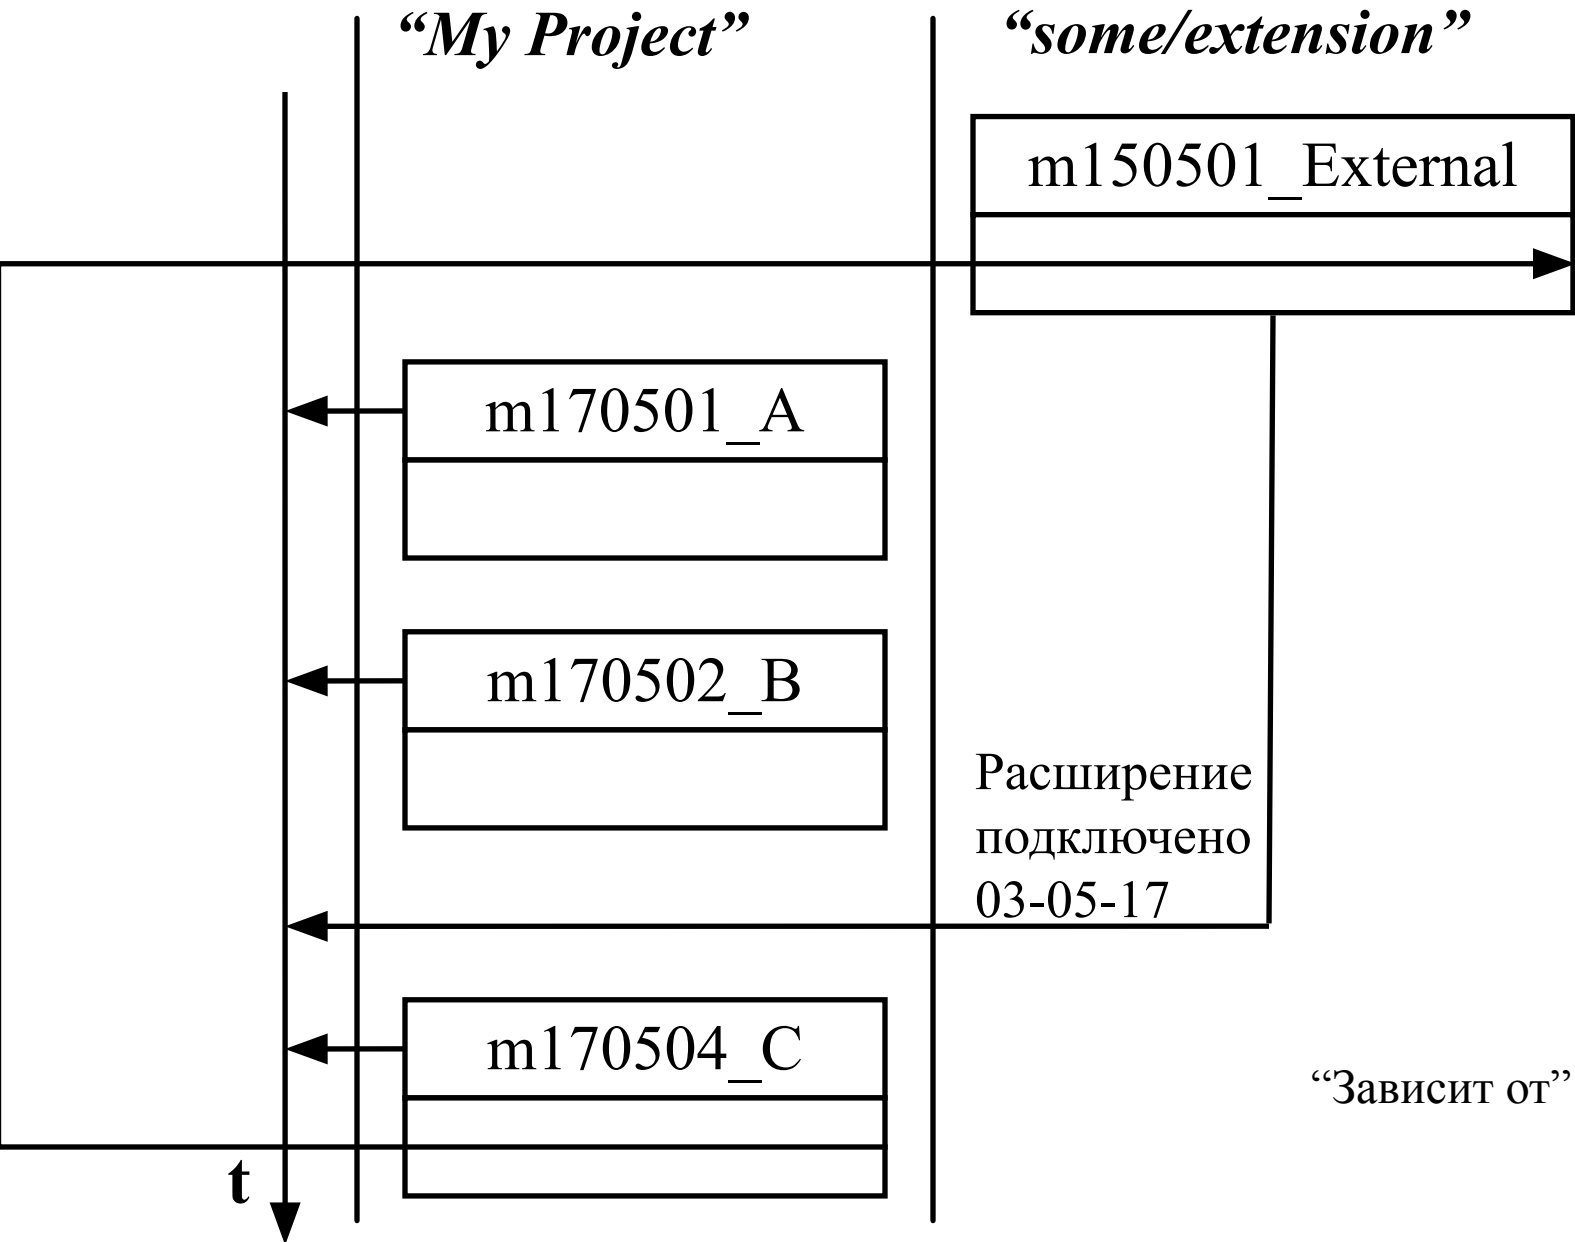 “My Project”
“some/extension”
m150501_External
m170501_A
m170502_B
Расширение
подключено
03-05-17
m170504_C
“Зависит от”
t